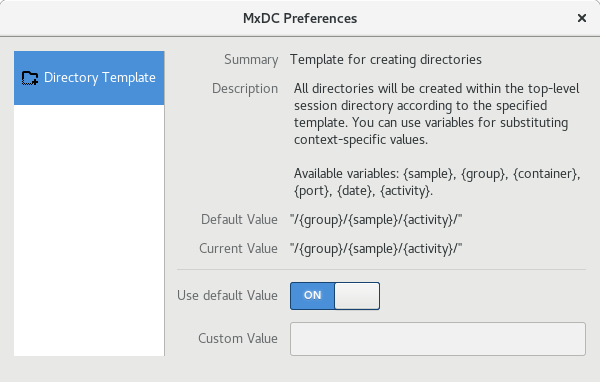 MxDC Preferences
Directory Template
Summary Template for creating directories
Description All directories will be created within the top-level
session directory according to the specified
template. You can use variables for substituting
context-specific values.
Available variables: {sample}, {group}, {container},
{port}, {date}, {activity}.
Default Value "/{group}/{sample}/{activity}/"
Current Value "/{group}/{sample}/{activity}/"
Use default Value ON
Custom Value